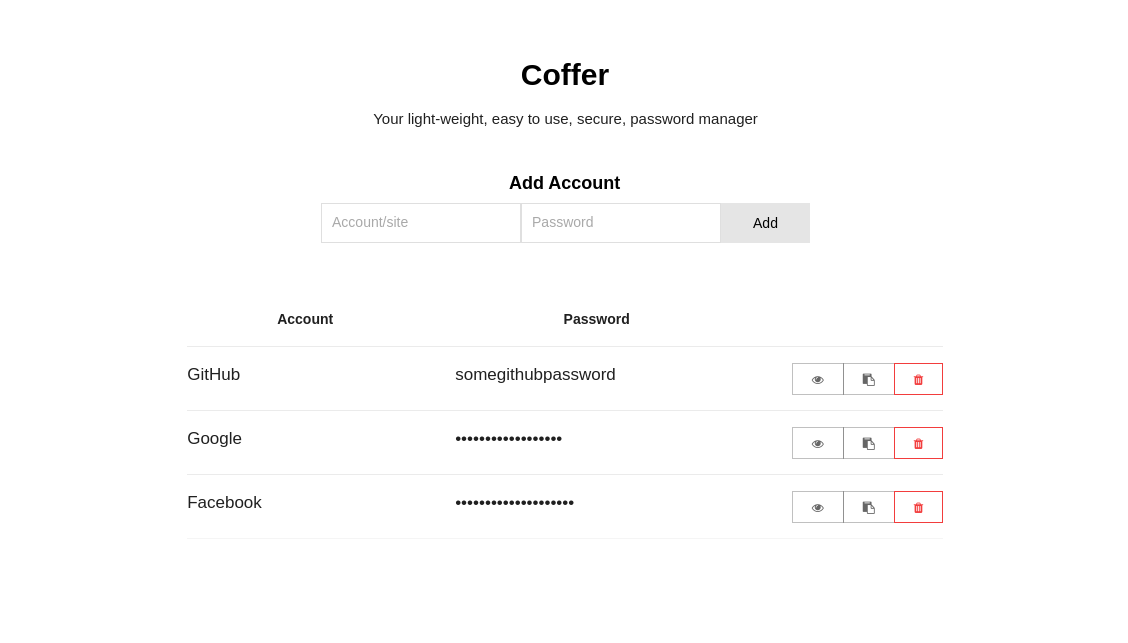 Coffer
Your light-weight, easy to use, secure, password manager
Add Account
Account/site Password Add
Account Password
GitHub somegithubpassword
Google ••••••••••••••••••
Facebook ••••••••••••••••••••